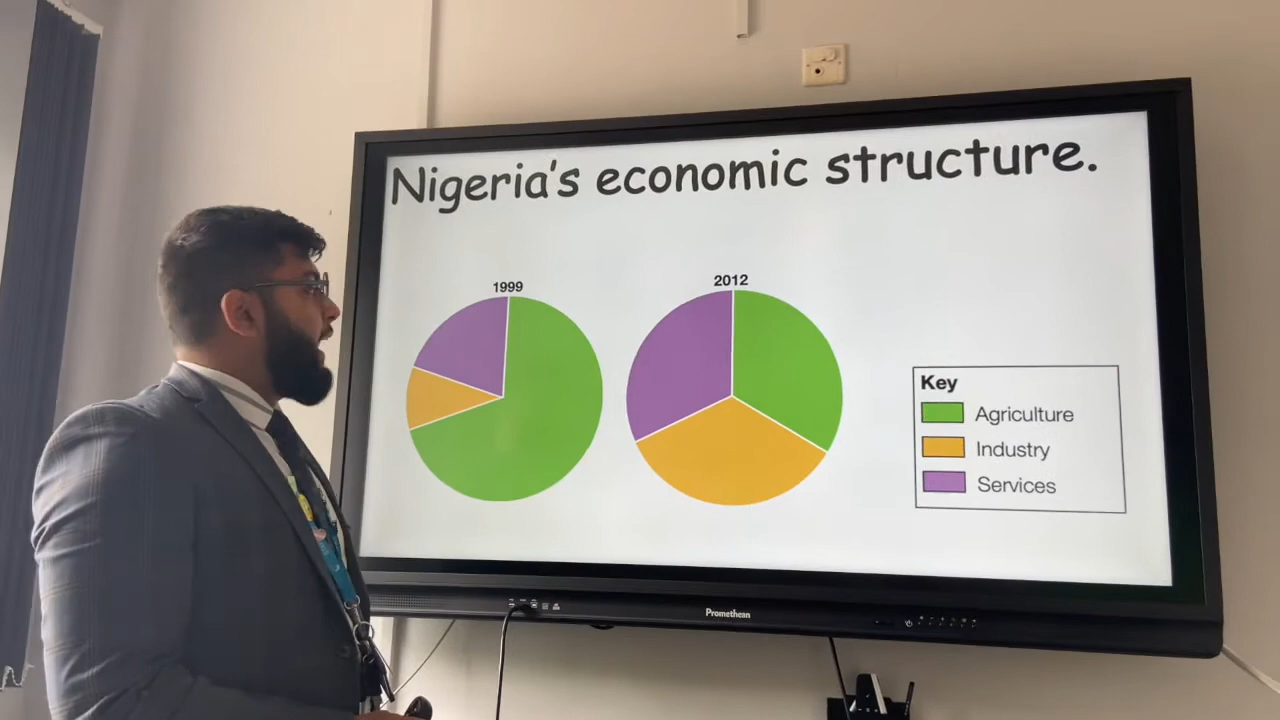 Nigeria's economic structure.
1999
2012
Key
Agriculture
Industry
Services
Promethean